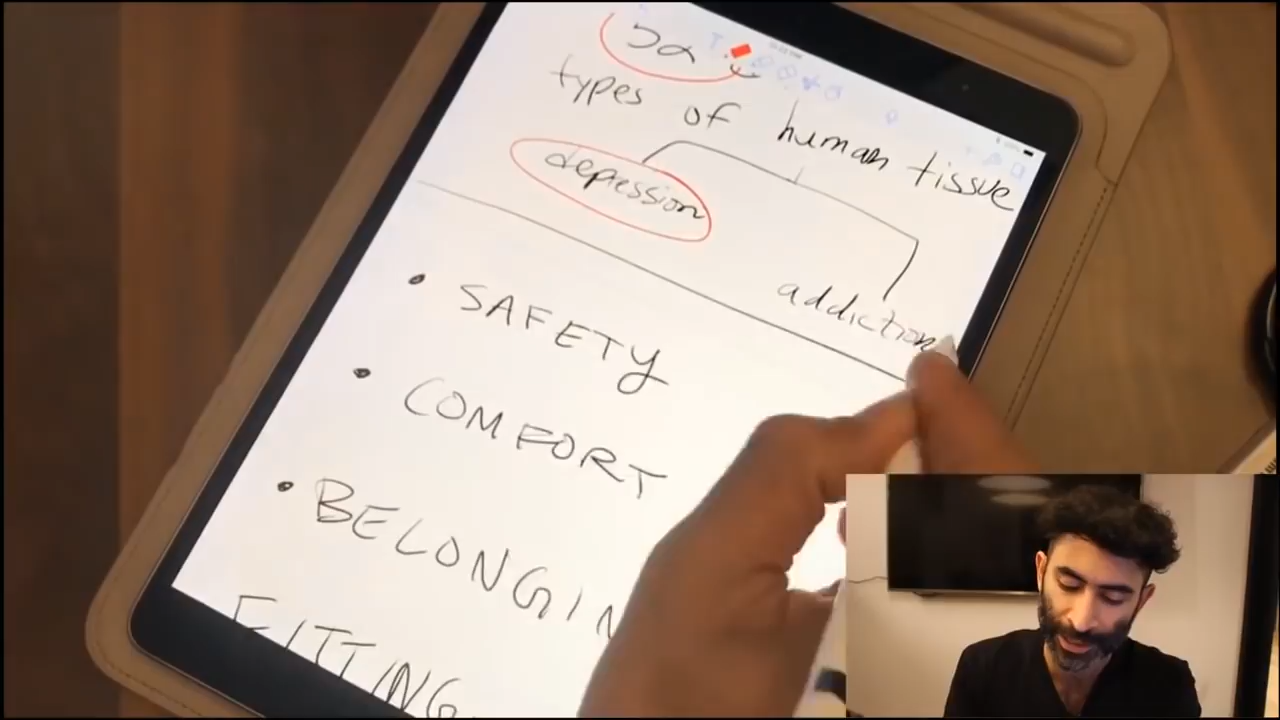 types of human tissue
depression
addiction
• SAFETY
• COMFORT
• BELONGIN
FITTING